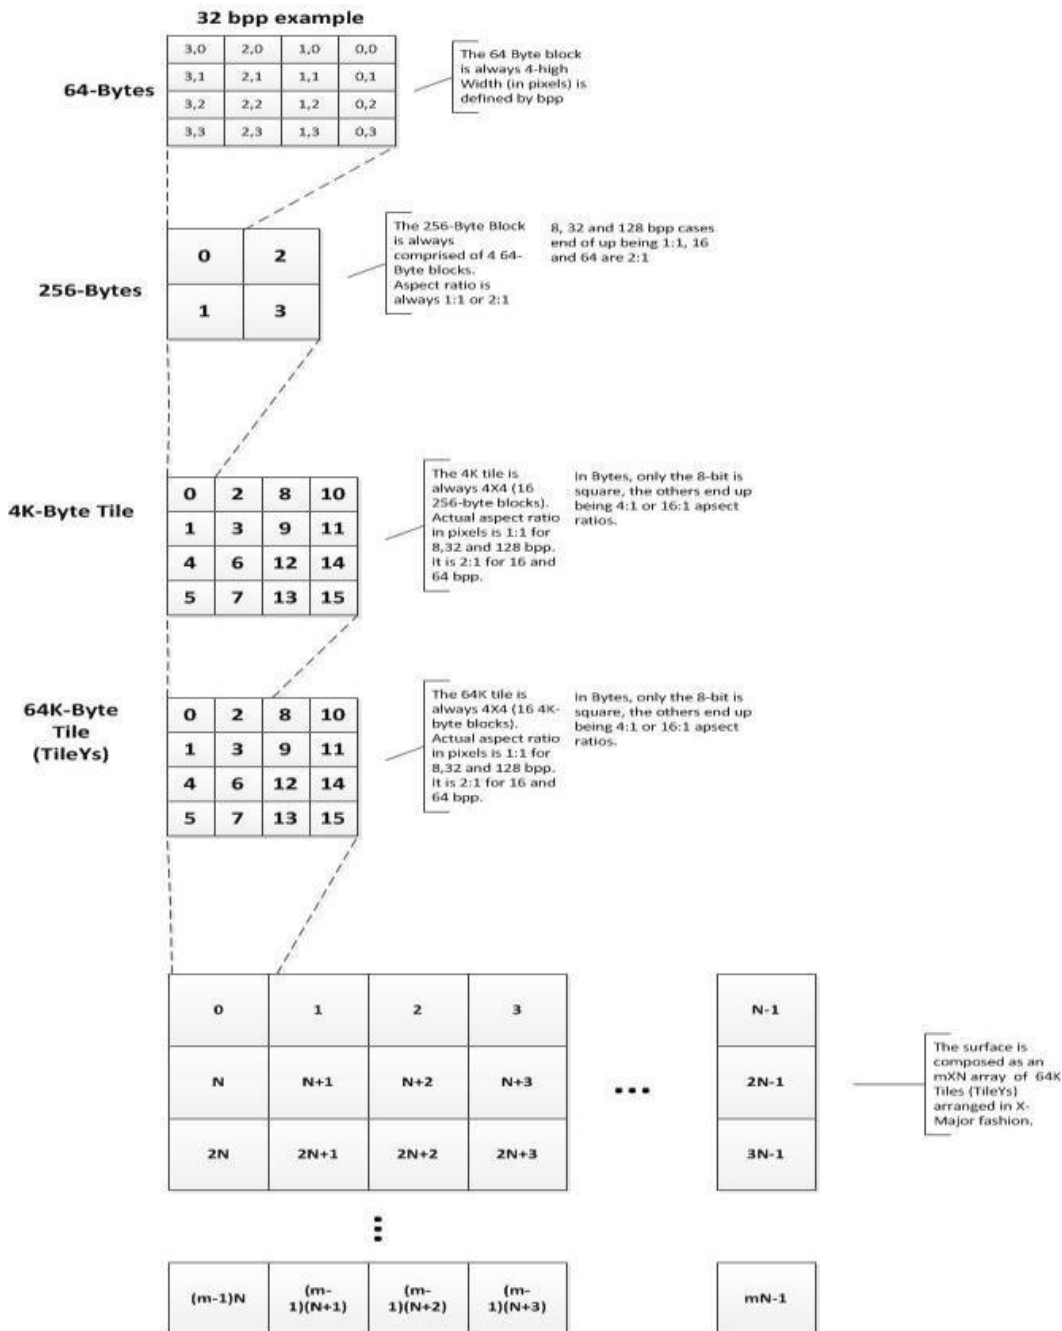 32 bpp example
3,0 2,0 1,0 0,0
3,1 2,1 1,1 0,1
3,2 2,2 1,2 0,2
3,3 2,3 1,3 0,3
64-Bytes
The 64 Byte block
is always 4-high
Width (in pixels) is
defined by bpp
0 2
1 3
256-Bytes
The 256-Byte Block
is always
comprised of 4 64-
Byte blocks.
Aspect ratio is
always 1:1 or 2:1
8, 32 and 128 bpp cases
end of up being 1:1, 16
and 64 are 2:1
0 2 8 10
1 3 9 11
4 6 12 14
5 7 13 15
4K-Byte Tile
The 4K tile is
always 4X4 (16
256-byte blocks).
Actual aspect ratio
in pixels is 1:1 for
8,32 and 128 bpp.
It is 2:1 for 16 and
64 bpp.
In Bytes, only the 8-bit is
square, the others end up
being 4:1 or 16:1 apsect
ratios.
64K-Byte
Tile
(TileYs)
0 2 8 10
1 3 9 11
4 6 12 14
5 7 13 15
The 64K tile is
always 4X4 (16 4K-
byte blocks).
Actual aspect ratio
in pixels is 1:1 for
8,32 and 128 bpp.
It is 2:1 for 16 and
64 bpp.
In Bytes, only the 8-bit is
square, the others end up
being 4:1 or 16:1 apsect
ratios.
0 1 2 3 N-1
N N+1 N+2 N+3 ... 2N-1
2N 2N+1 2N+2 2N+3 3N-1
The surface is
composed as an
mXN array of 64K
Tiles (TileYs)
arranged in X-
Major fashion.
(m-1)N (m-1)(N+1) (m-1)(N+2) (m-1)(N+3) mN-1